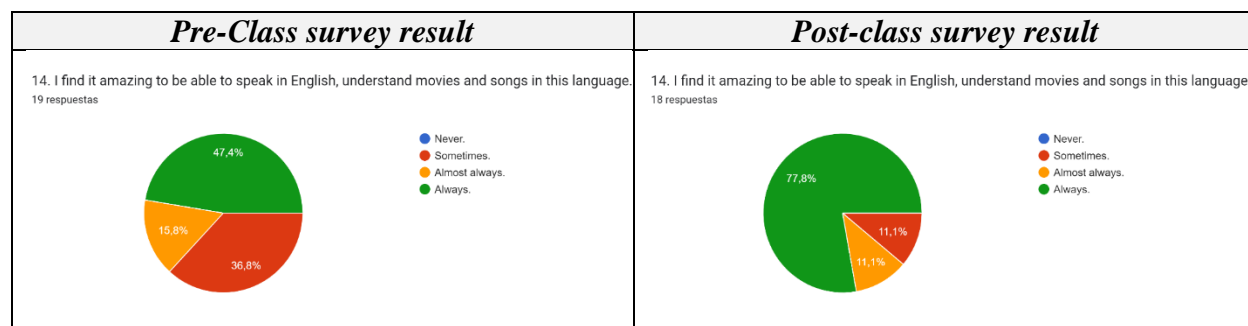 Pre-Class survey result
Post-class survey result
14. I find it amazing to be able to speak in English, understand movies and songs in this language.
19 respuestas
47,4%
15,8%
36,8%
Never.
Sometimes.
Almost always.
Always.
14. I find it amazing to be able to speak in English, understand movies and songs in this language
18 respuestas
77,8%
11,1%
11,1%
Never.
Sometimes.
Almost always.
Always.